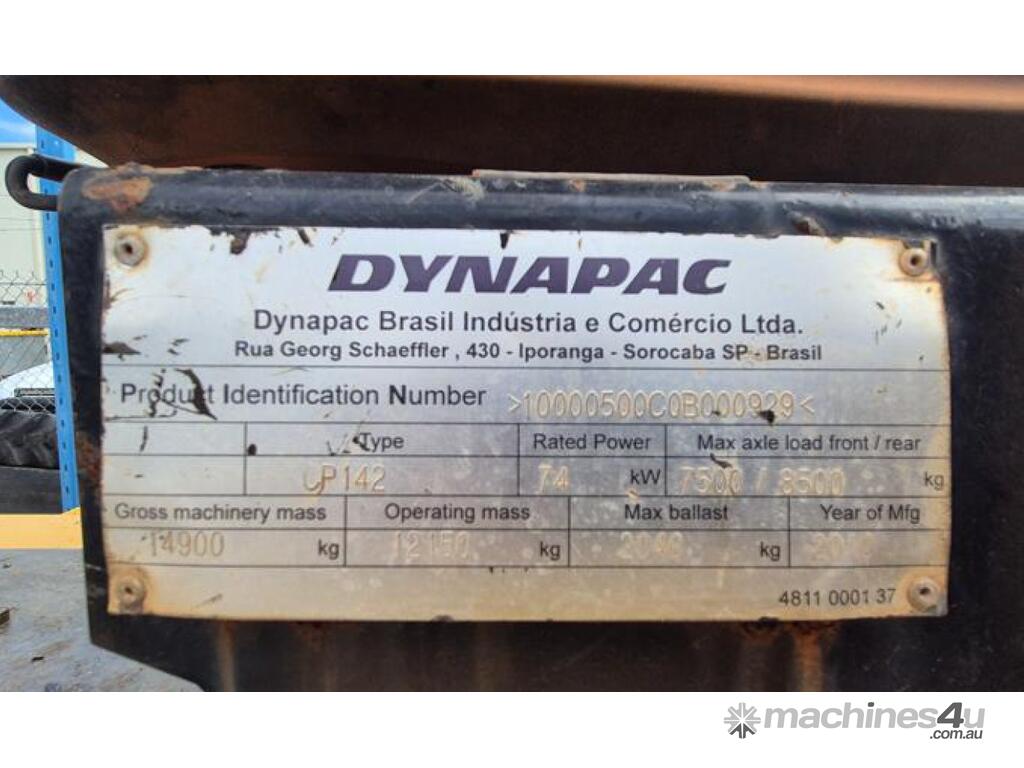 DYNAPAC
Dynapac Brasil Indústria e Comércio Ltda.
Rua Georg Schaeffler , 430 - Iporanga - Sorocaba SP - Brasil
Product Identification Number >10000500C0B000929<
Type Rated Power Max axle load front / rear
CP142 74 kW 7500 / 8500 kg
Gross machinery mass Operating mass Max ballast Year of Mfg
14900 kg 12150 kg kg
4811 0001 37
machines4u
.com.au